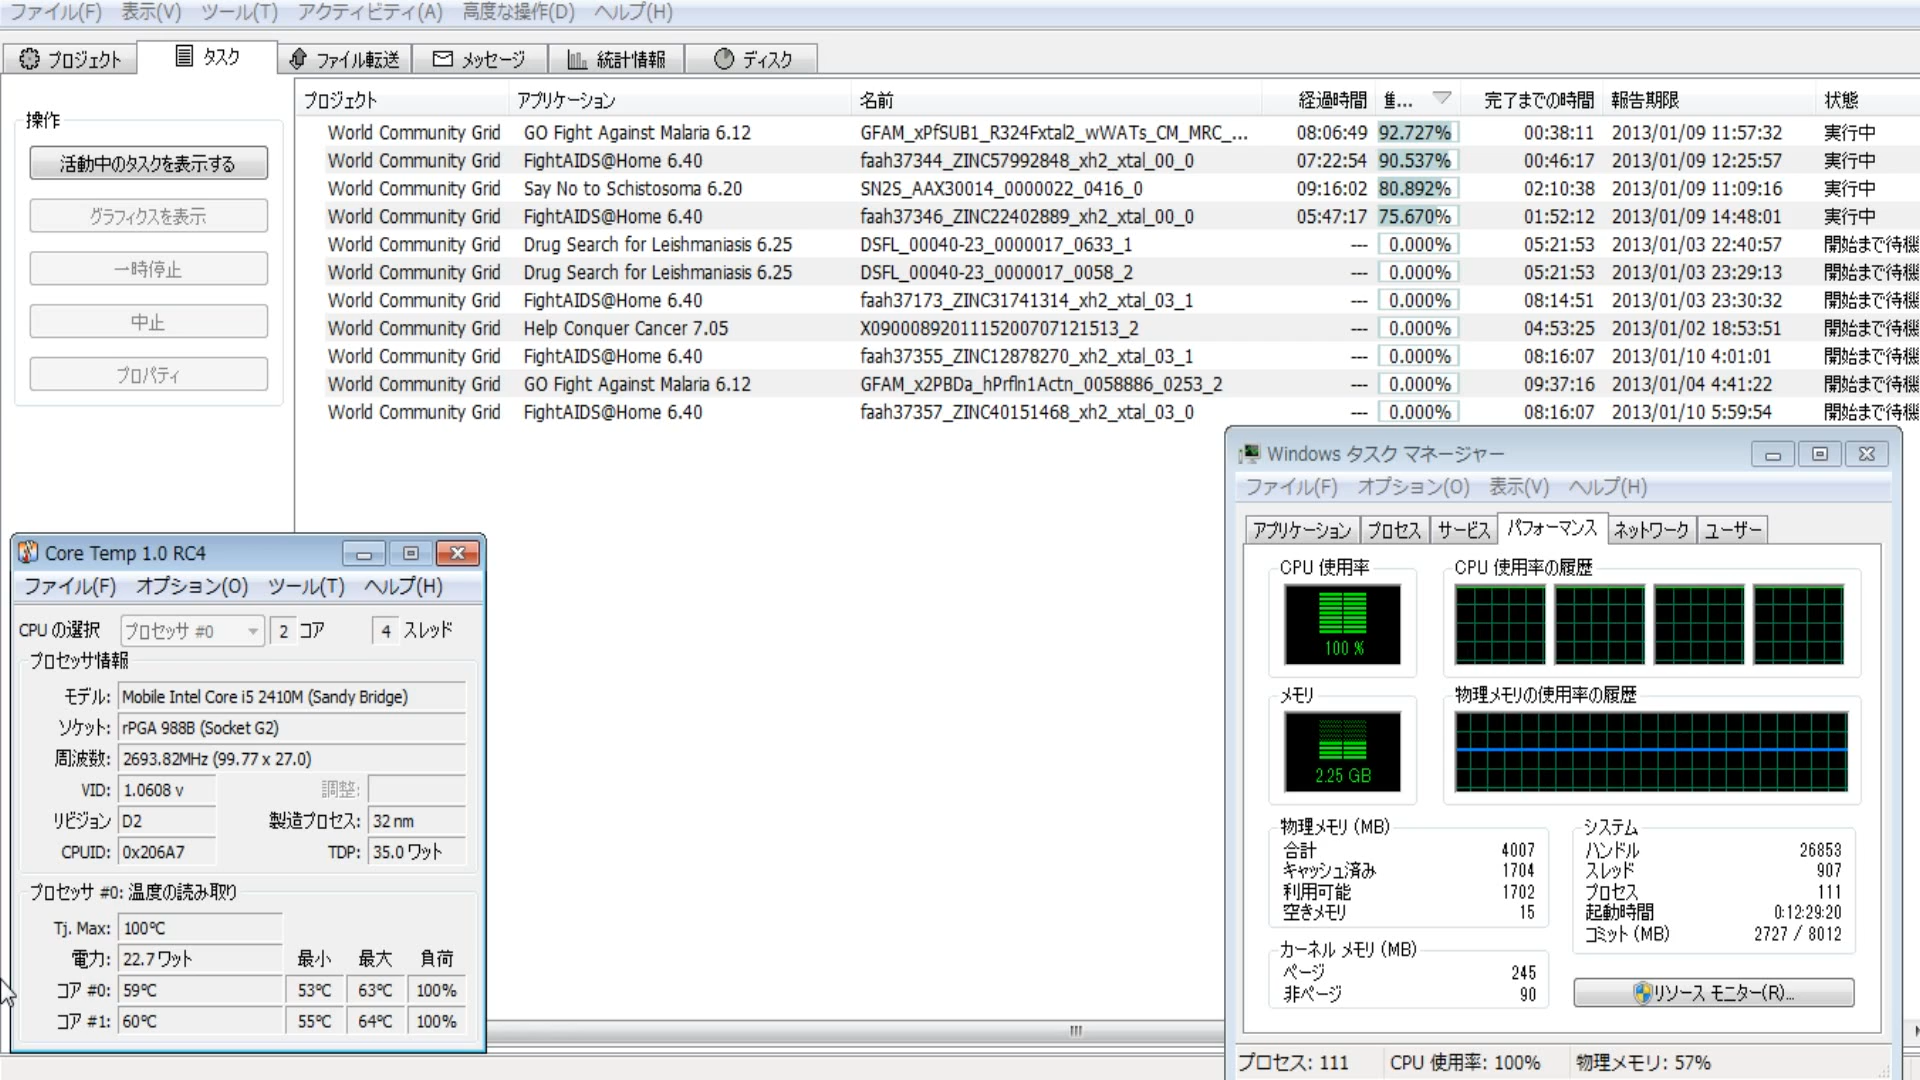 ファイル(F) 表示(V) ツール(T) アクティビティ(A) 高度な操作(D) ヘルプ(H)
プロジェクト タスク ファイル転送 メッセージ 統計情報 ディスク
操作
活動中のタスクを表示する
グラフィクスを表示
一時停止
中止
プロパティ
プロジェクト アプリケーション 名前 経過時間 進... 完了までの時間 報告期限 状態
World Community Grid GO Fight Against Malaria 6.12 GFAM_xPfSUB1_R324Fxtal2_wWATs_CM_MRC_... 08:06:49 92.727% 00:38:11 2013/01/09 11:57:32 実行中
World Community Grid FightAIDS@Home 6.40 faah37344_ZINC57992848_xh2_xtal_00_0 07:22:54 90.537% 00:46:17 2013/01/09 12:25:57 実行中
World Community Grid Say No to Schistosoma 6.20 SN2S_AAX30014_0000022_0416_0 09:16:02 80.892% 02:10:38 2013/01/09 11:09:16 実行中
World Community Grid FightAIDS@Home 6.40 faah37346_ZINC22402889_xh2_xtal_00_0 05:47:17 75.670% 01:52:12 2013/01/09 14:48:01 実行中
World Community Grid Drug Search for Leishmaniasis 6.25 DSFL_00040-23_0000017_0633_1 --- 0.000% 05:21:53 2013/01/03 22:40:57 開始まで待機
World Community Grid Drug Search for Leishmaniasis 6.25 DSFL_00040-23_0000017_0058_2 --- 0.000% 05:21:53 2013/01/03 23:29:13 開始まで待機
World Community Grid FightAIDS@Home 6.40 faah37173_ZINC31741314_xh2_xtal_03_1 --- 0.000% 08:14:51 2013/01/03 23:30:32 開始まで待機
World Community Grid Help Conquer Cancer 7.05 X0900089201115200707121513_2 --- 0.000% 04:53:25 2013/01/02 18:53:51 開始まで待機
World Community Grid FightAIDS@Home 6.40 faah37355_ZINC12878270_xh2_xtal_03_1 --- 0.000% 08:16:07 2013/01/10 4:01:01 開始まで待機
World Community Grid GO Fight Against Malaria 6.12 GFAM_x2PBDa_hPrfln1Actn_0058886_0253_2 --- 0.000% 09:37:16 2013/01/04 4:41:22 開始まで待機
World Community Grid FightAIDS@Home 6.40 faah37357_ZINC40151468_xh2_xtal_03_0 --- 0.000% 08:16:07 2013/01/10 5:59:54 開始まで待機
Core Temp 1.0 RC4
ファイル(F) オプション(O) ツール(T) ヘルプ(H)
CPU の選択 プロセッサ #0 2 コア 4 スレッド
プロセッサ情報
モデル: Mobile Intel Core i5 2410M (Sandy Bridge)
ソケット: rPGA 988B (Socket G2)
周波数: 2693.82MHz (99.77 x 27.0)
VID: 1.0608 v 調整:
リビジョン D2 製造プロセス: 32 nm
CPUID: 0x206A7 TDP: 35.0 ワット
プロセッサ #0: 温度の読み取り
Tj. Max: 100℃
電力: 22.7 ワット 最小 最大 負荷
コア #0: 59℃ 53℃ 63℃ 100%
コア #1: 60℃ 55℃ 64℃ 100%
Windows タスク マネージャー
ファイル(F) オプション(O) 表示(V) ヘルプ(H)
アプリケーション プロセス サービス パフォーマンス ネットワーク ユーザー
CPU 使用率 CPU 使用率の履歴
100 %
メモリ 物理メモリの使用率の履歴
2.25 GB
物理メモリ (MB)
合計 4007
キャッシュ済み 1704
利用可能 1702
空きメモリ 15
カーネル メモリ (MB)
ページ 245
非ページ 90
システム
ハンドル 26853
スレッド 907
プロセス 111
起動時間 0:12:29:20
コミット (MB) 2727 / 8012
リソース モニター(R)...
プロセス: 111 CPU 使用率: 100% 物理メモリ: 57%